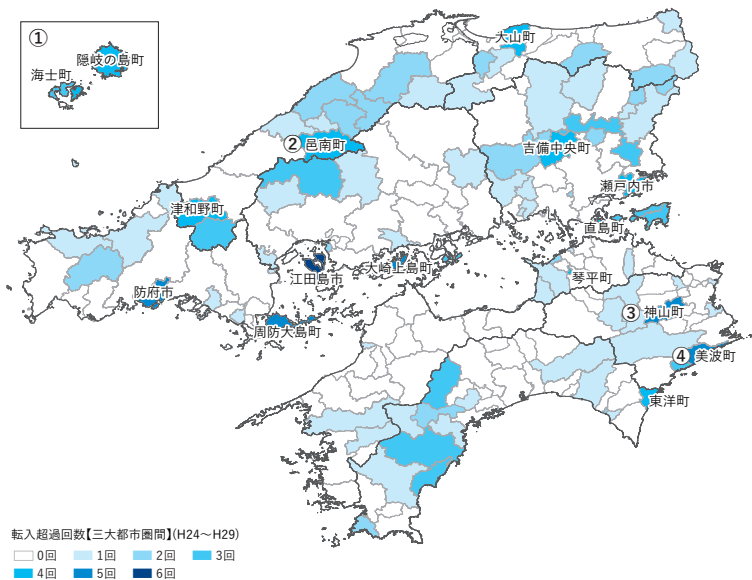 ①
隠岐の島町
海士町
大山町
② 邑南町
吉備中央町
瀬戸内市
津和野町
直島町
大崎上島町
江田島市
琴平町
防府市
③ 神山町
周防大島町
④ 美波町
東洋町
転入超過回数【三大都市圏間】(H24～H29)
0回 1回 2回 3回
4回 5回 6回